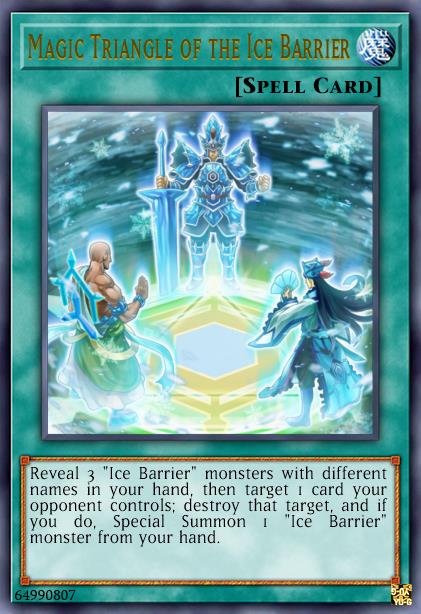 Magic Triangle of the Ice Barrier
魔
[Spell Card]
Reveal 3 "Ice Barrier" monsters with different
names in your hand, then target 1 card your
opponent controls; destroy that target, and if
you do, Special Summon 1 "Ice Barrier"
monster from your hand.
64990807